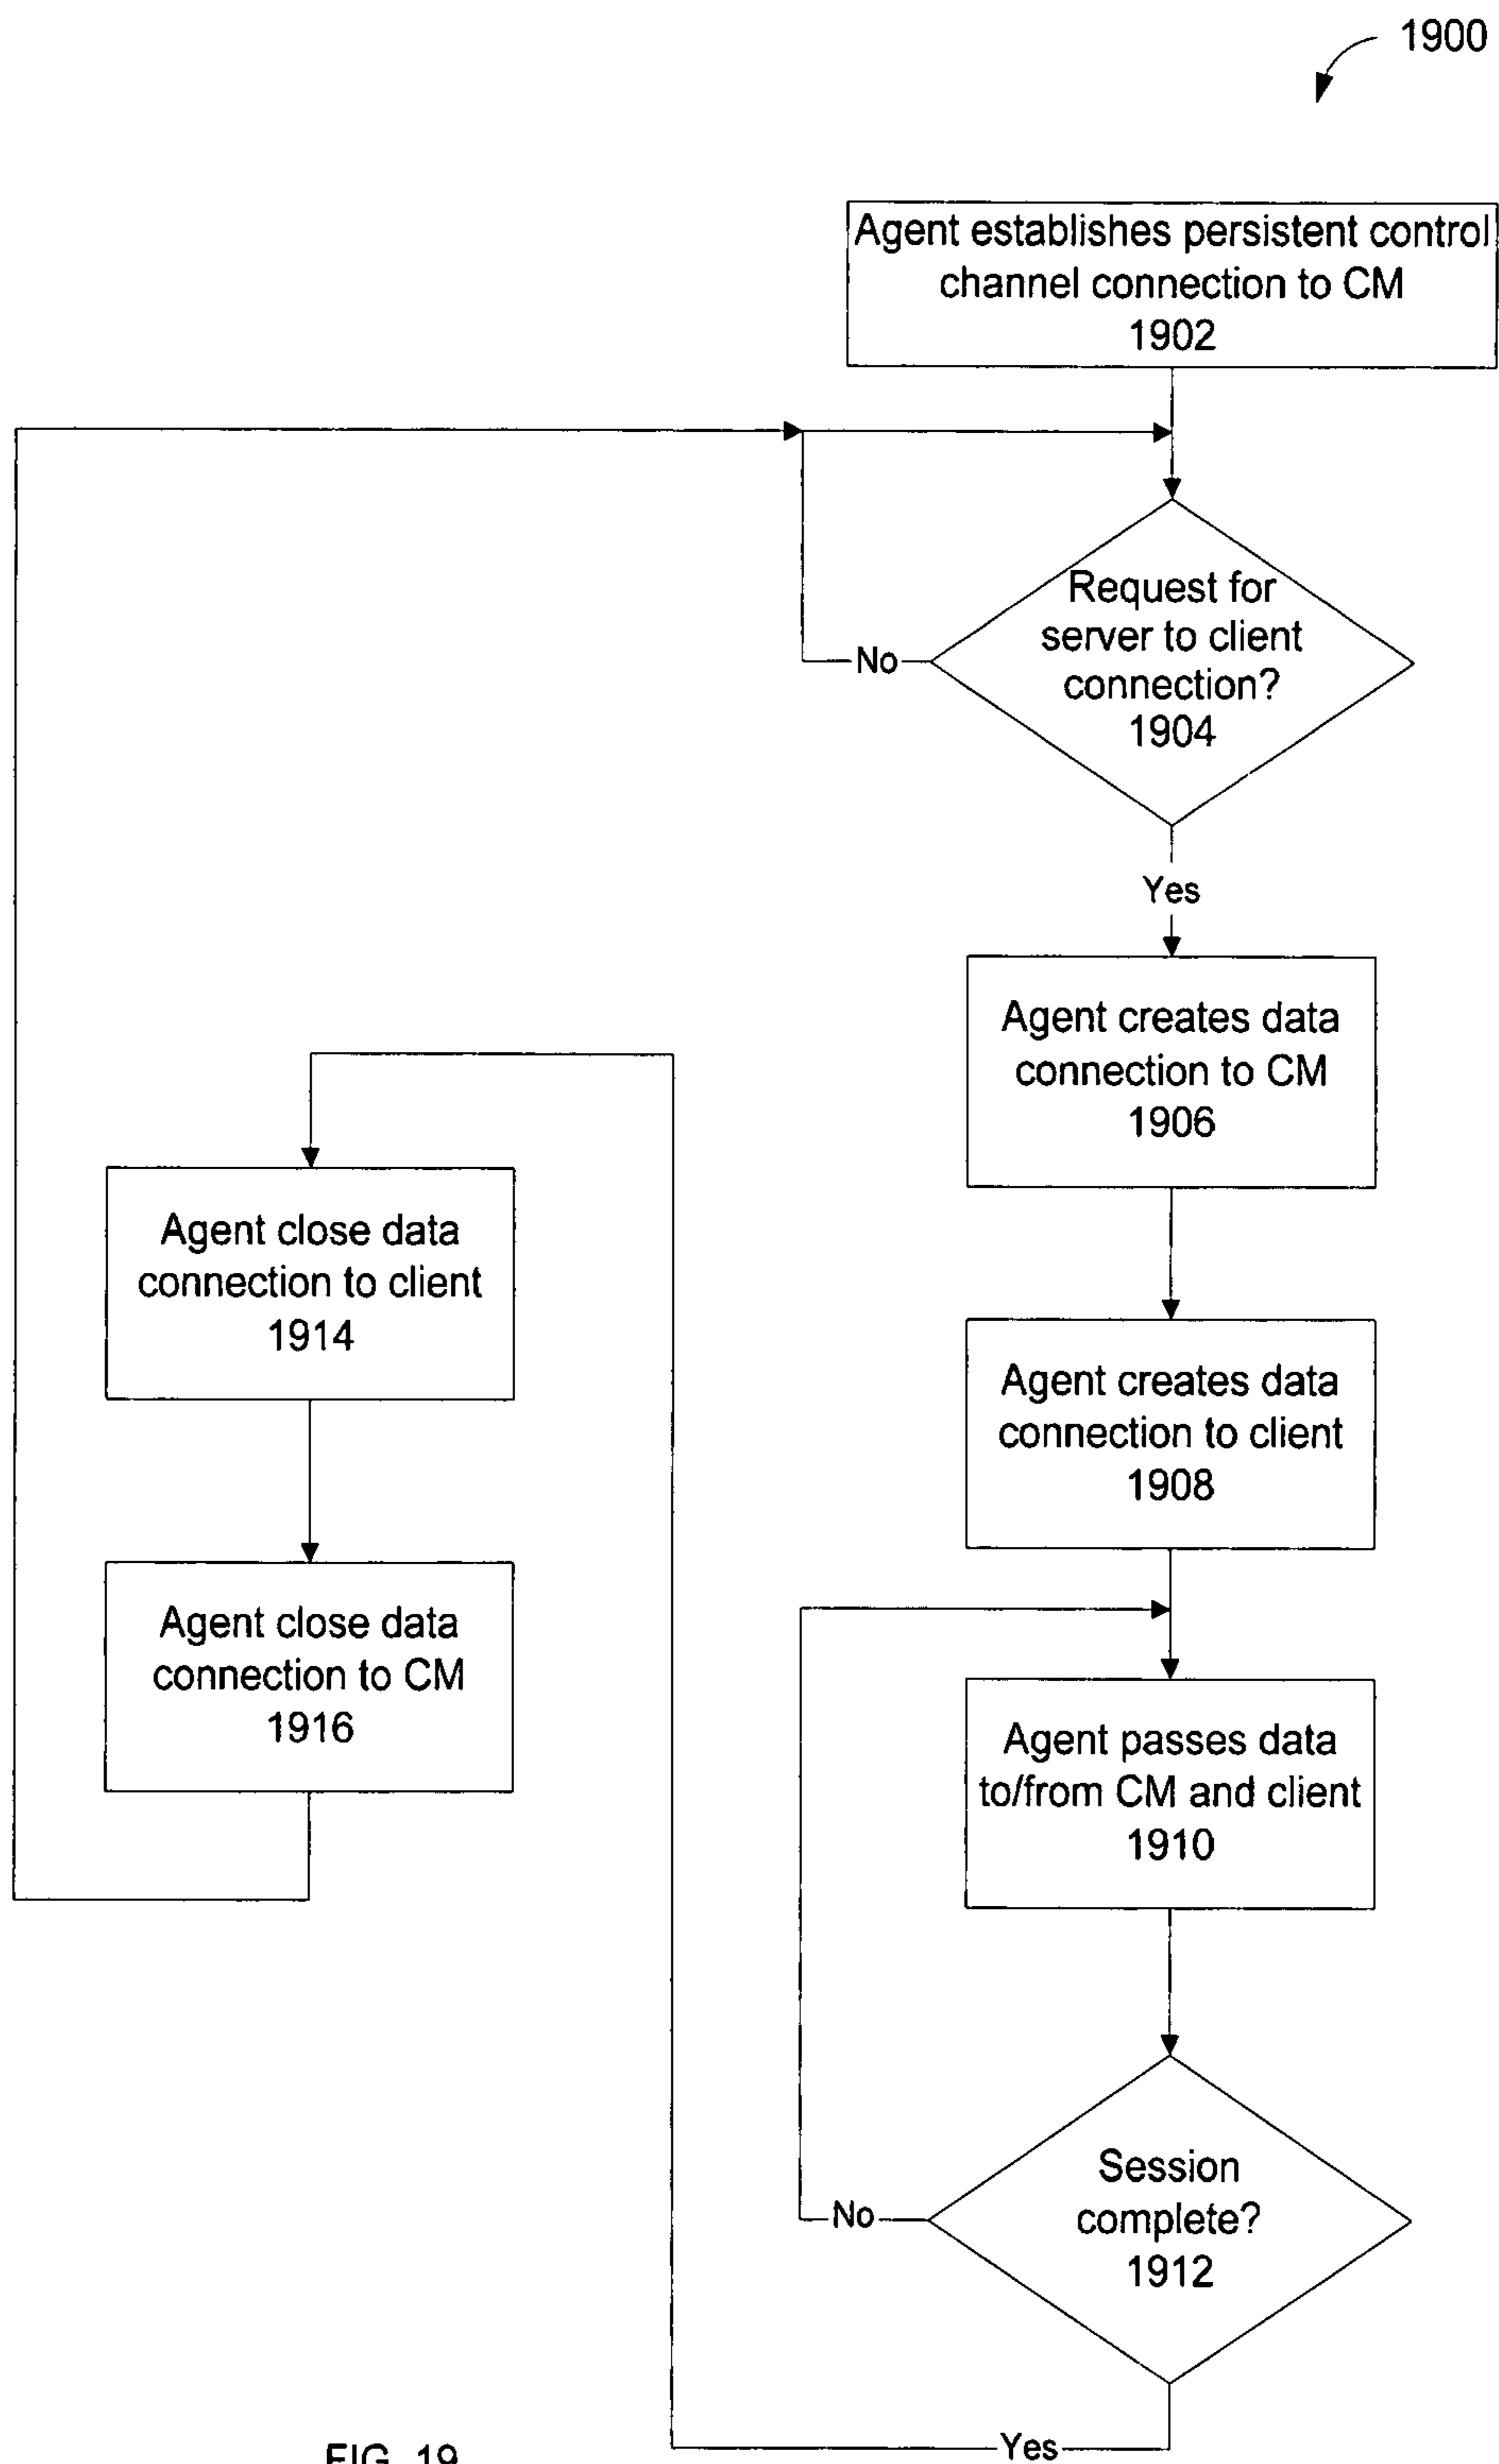 1900
Agent establishes persistent control
channel connection to CM
1902
Request for
server to client
connection?
1904
No
Yes
Agent creates data
connection to CM
1906
Agent creates data
connection to client
1908
Agent passes data
to/from CM and client
1910
Session
complete?
1912
No
Yes
Agent close data
connection to client
1914
Agent close data
connection to CM
1916
FIG. 19